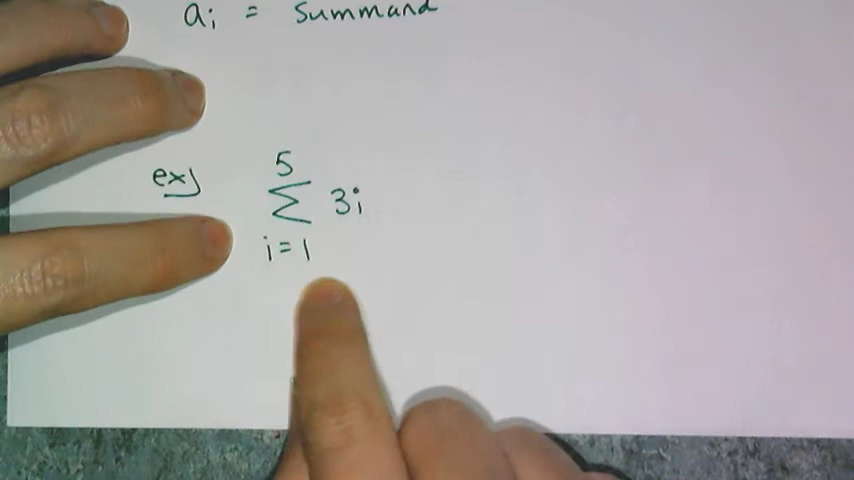 aᵢ = Summand
ex) 5
∑ 3i
i=1